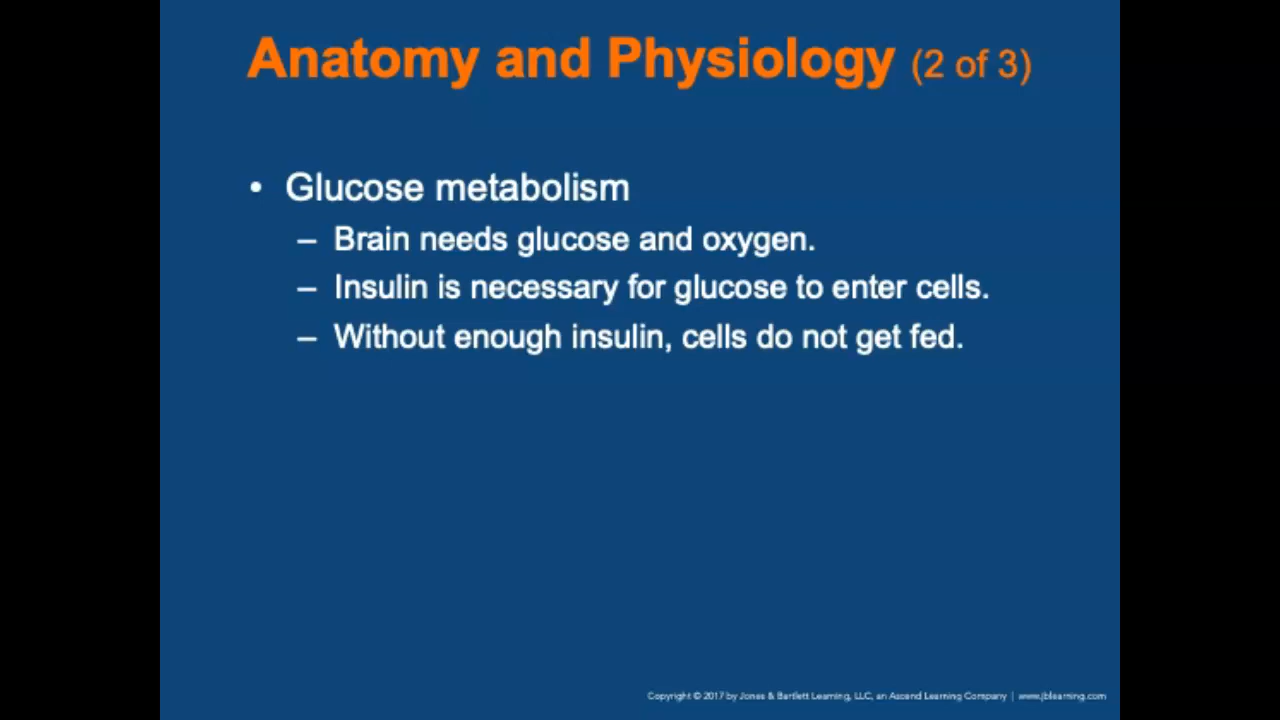 Anatomy and Physiology (2 of 3)
• Glucose metabolism
– Brain needs glucose and oxygen.
– Insulin is necessary for glucose to enter cells.
– Without enough insulin, cells do not get fed.
Copyright © 2017 by Jones & Bartlett Learning, LLC, an Ascend Learning Company | www.jblearning.com